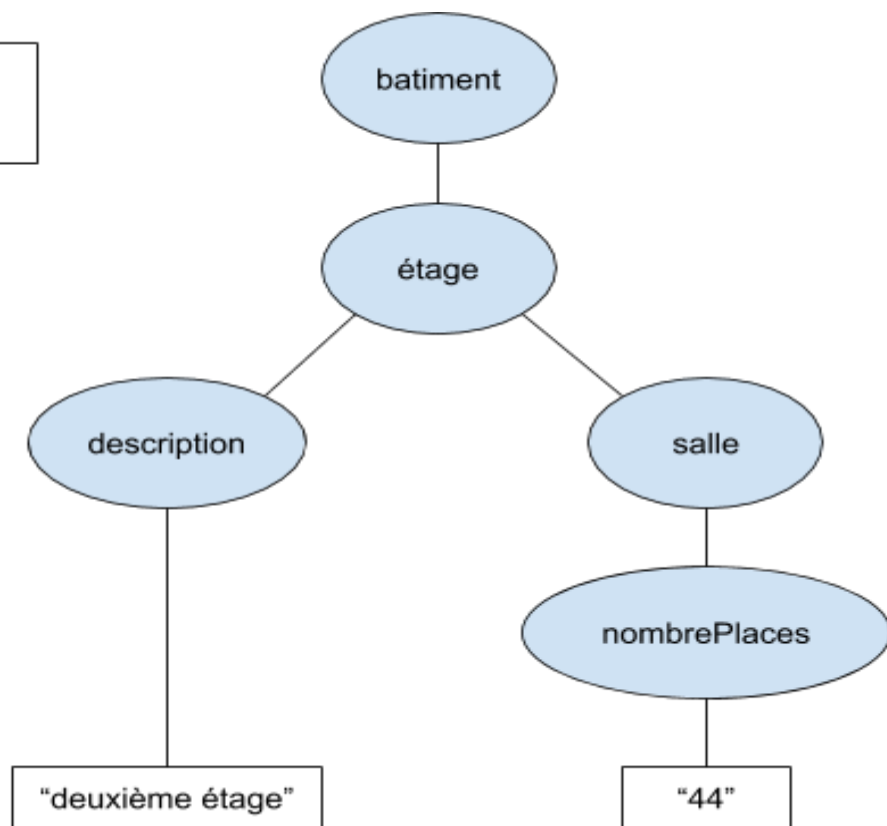 batiment
étage
description
salle
nombrePlaces
“deuxième étage”
“44”